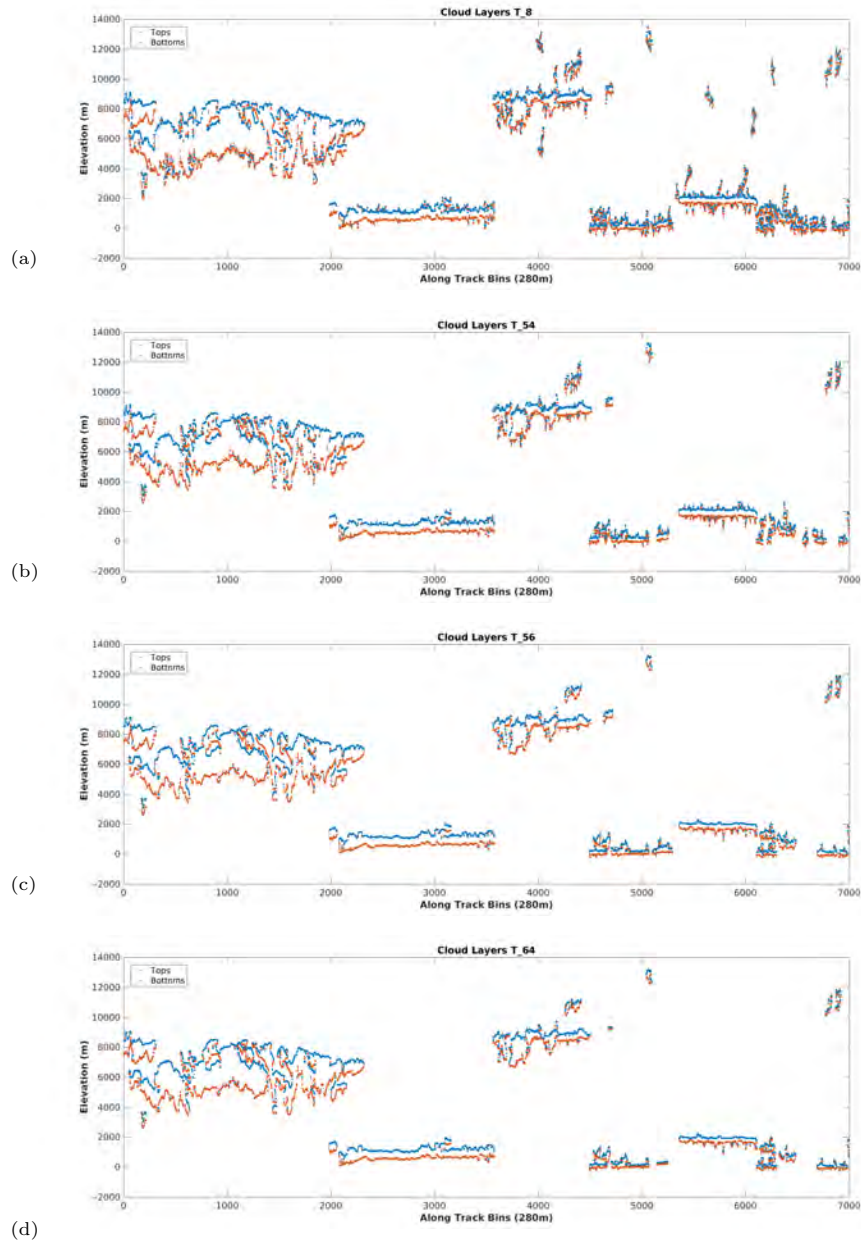 Cloud Layers T_8
14000
12000
10000
8000
6000
4000
2000
0
−2000
Elevation (m)
Tops
Bottoms
0 1000 2000 3000 4000 5000 6000 7000
Along Track Bins (280m)
(a)
Cloud Layers T_54
14000
12000
10000
8000
6000
4000
2000
0
−2000
Elevation (m)
Tops
Bottoms
0 1000 2000 3000 4000 5000 6000 7000
Along Track Bins (280m)
(b)
Cloud Layers T_56
14000
12000
10000
8000
6000
4000
2000
0
−2000
Elevation (m)
Tops
Bottoms
0 1000 2000 3000 4000 5000 6000 7000
Along Track Bins (280m)
(c)
Cloud Layers T_64
14000
12000
10000
8000
6000
4000
2000
0
−2000
Elevation (m)
Tops
Bottoms
0 1000 2000 3000 4000 5000 6000 7000
Along Track Bins (280m)
(d)